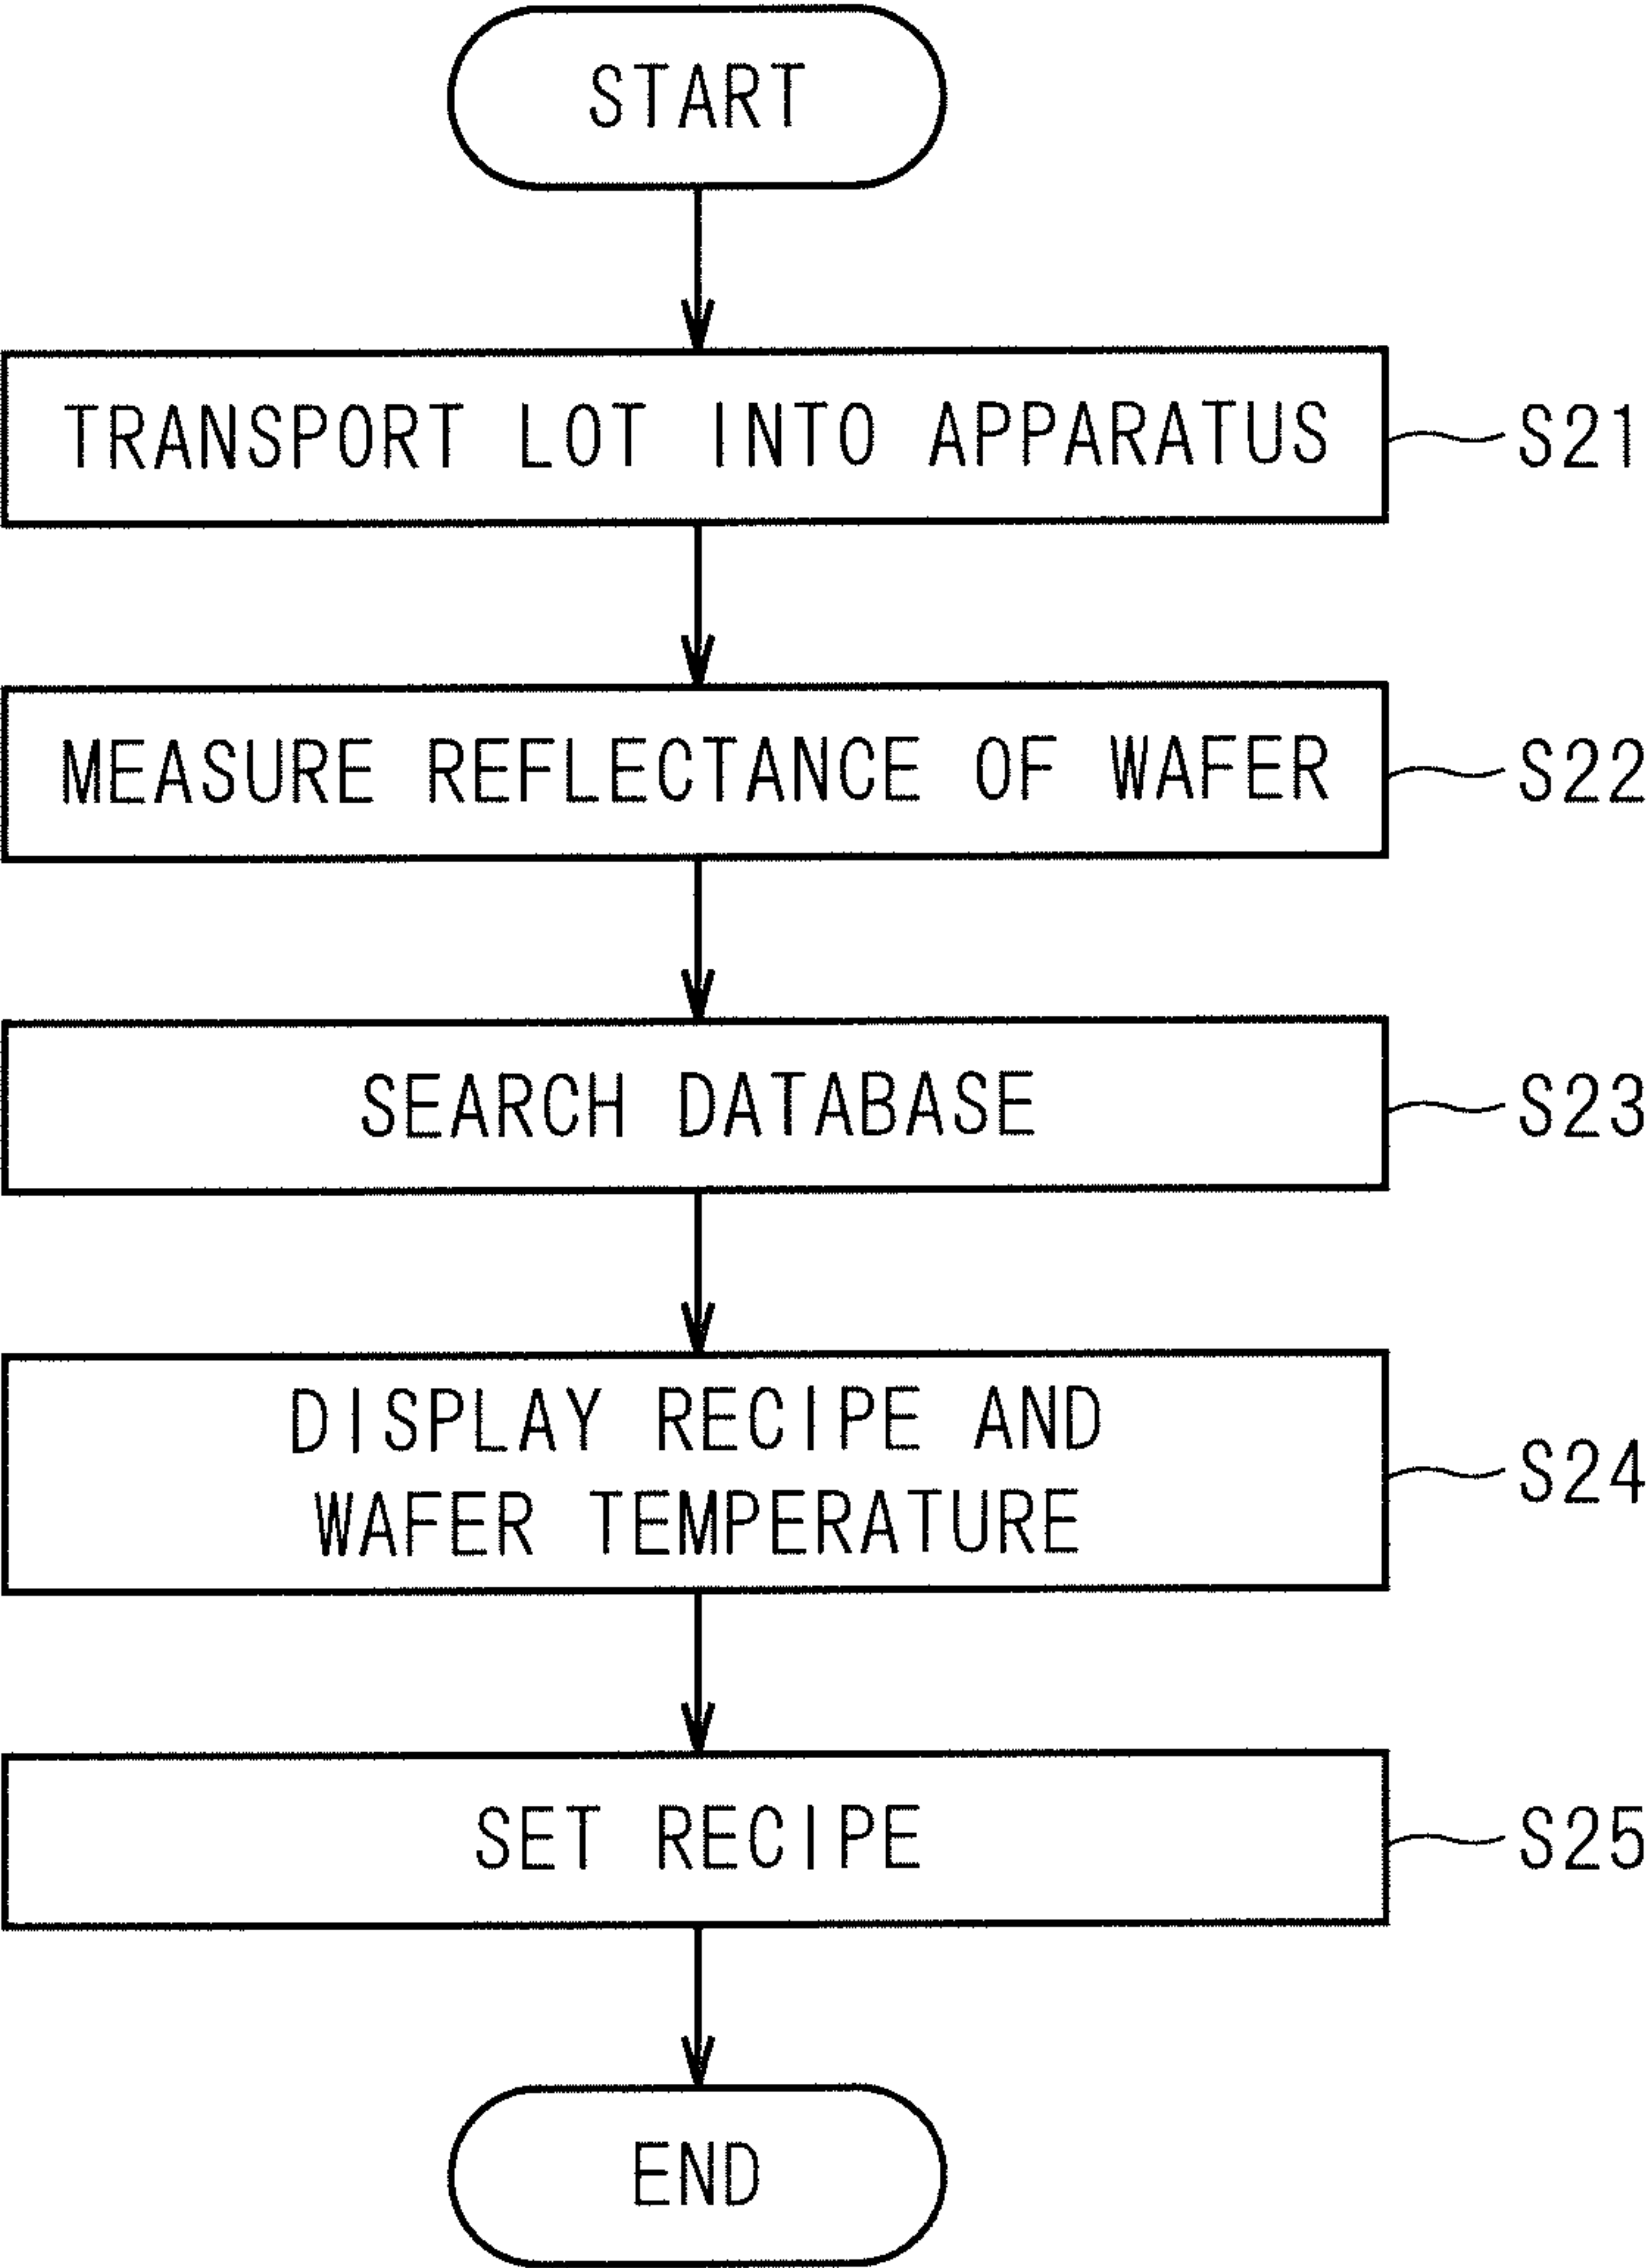 START
TRANSPORT LOT INTO APPARATUS S21
MEASURE REFLECTANCE OF WAFER S22
SEARCH DATABASE S23
DISPLAY RECIPE AND
WAFER TEMPERATURE
S24
SET RECIPE S25
END